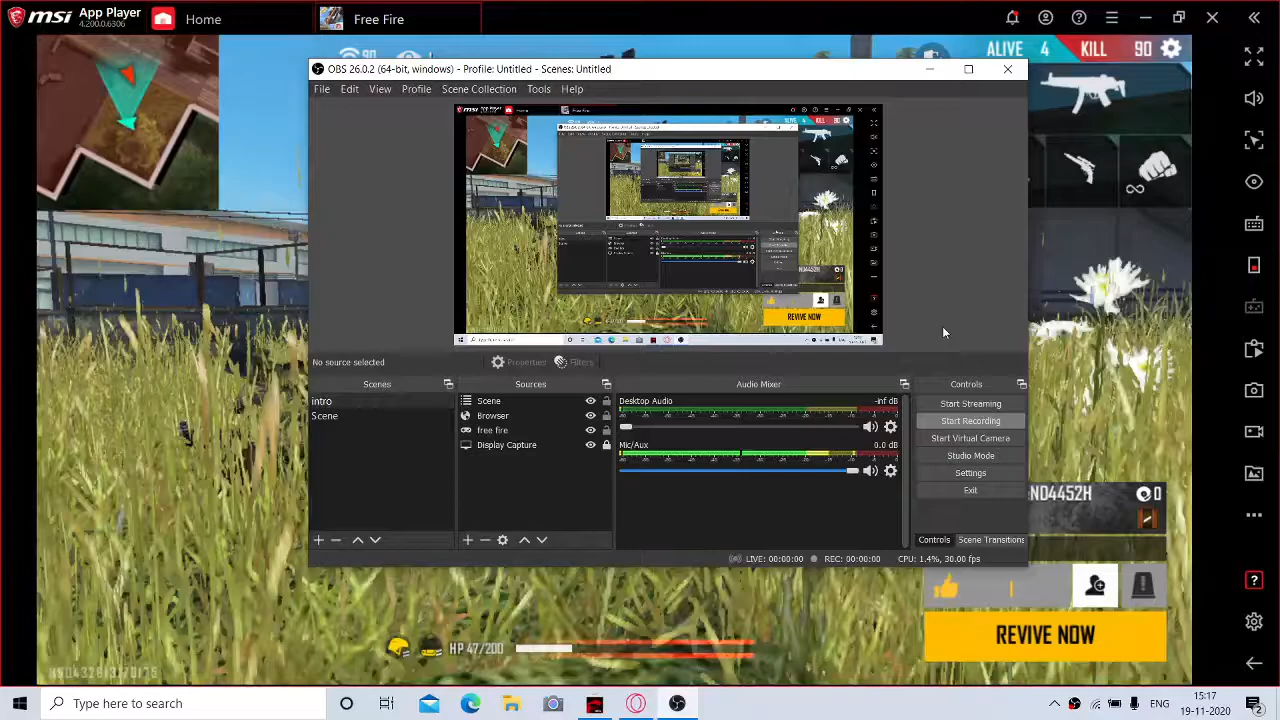 msi App Player
4.200.0.6306
Home
Free Fire
90
ALIVE 4 KILL 90
OBS 26.0.2 (64-bit, windows) - Profile: Untitled - Scenes: Untitled
File Edit View Profile Scene Collection Tools Help
REVIVE NOW
No source selected
Properties
Filters
Scenes
Sources
Audio Mixer
Controls
intro
Scene
Scene
Browser
free fire
Display Capture
Desktop Audio
-inf dB
Mic/Aux
0.0 dB
Start Streaming
Start Recording
Start Virtual Camera
Studio Mode
Settings
Exit
Controls
Scene Transitions
LIVE: 00:00:00
REC: 00:00:00
CPU: 1.4%, 30.00 fps
ND4452H
0
REVIVE NOW
HP 47/200
Type here to search
ENG
15:17
19-11-2020
2